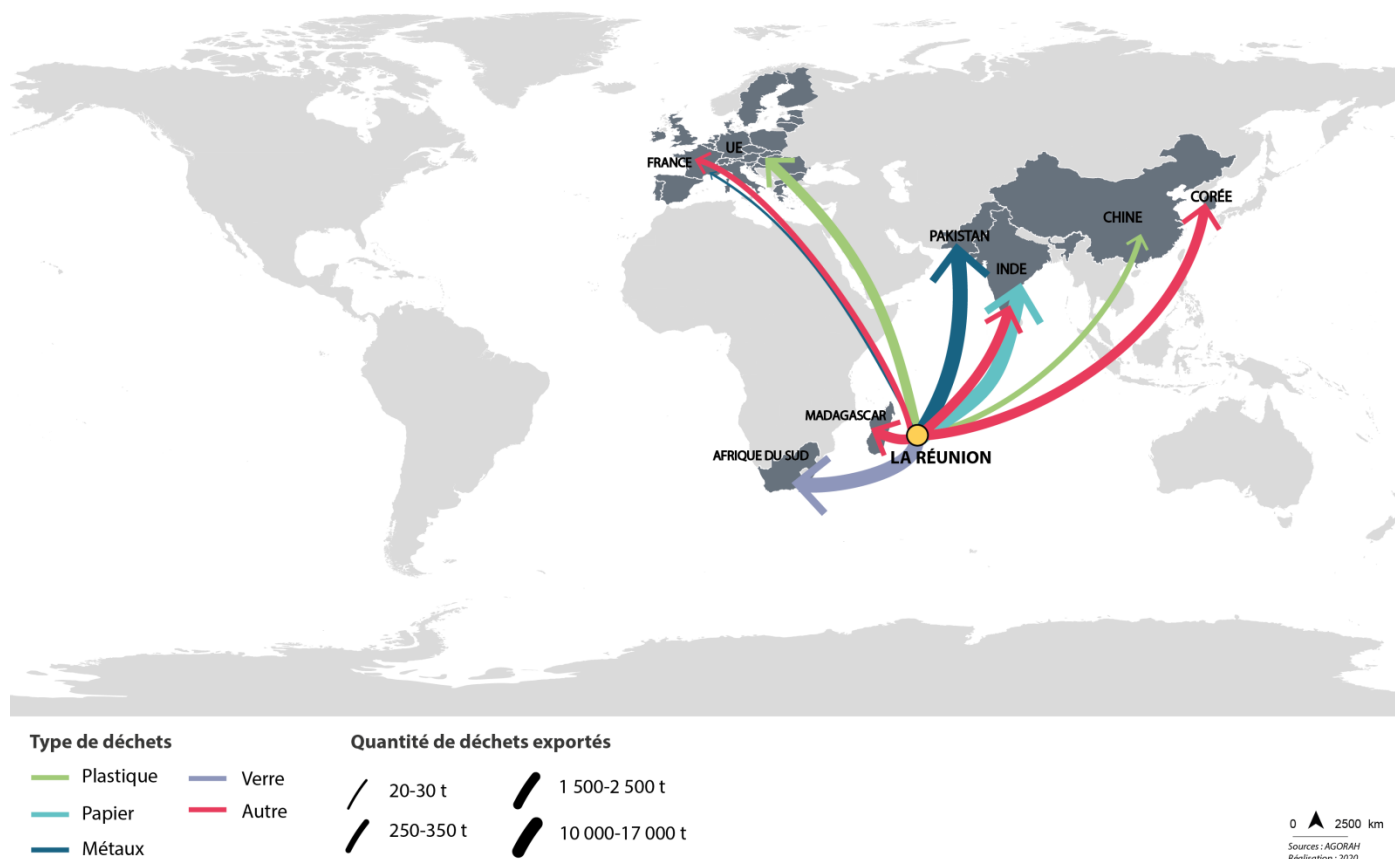 UE
FRANCE
CORÉE
CHINE
PAKISTAN
INDE
MADAGASCAR
AFRIQUE DU SUD
LA RÉUNION
Type de déchets
Plastique
Papier
Métaux
Verre
Autre
Quantité de déchets exportés
20-30 t
250-350 t
1 500-2 500 t
10 000-17 000 t
0 2500 km
Sources : AGORAH
Réalisation : 2020